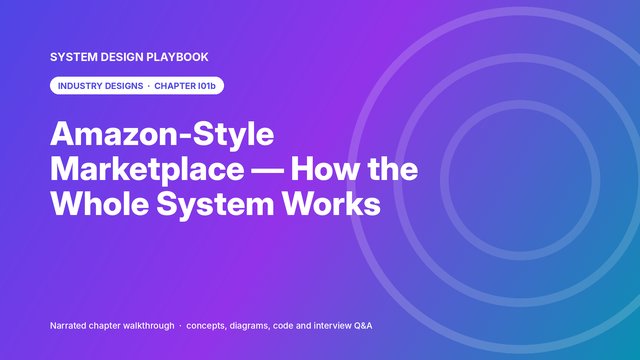 SYSTEM DESIGN PLAYBOOK
INDUSTRY DESIGNS · CHAPTER I01b
Amazon-Style
Marketplace — How the
Whole System Works
Narrated chapter walkthrough · concepts, diagrams, code and interview Q&A